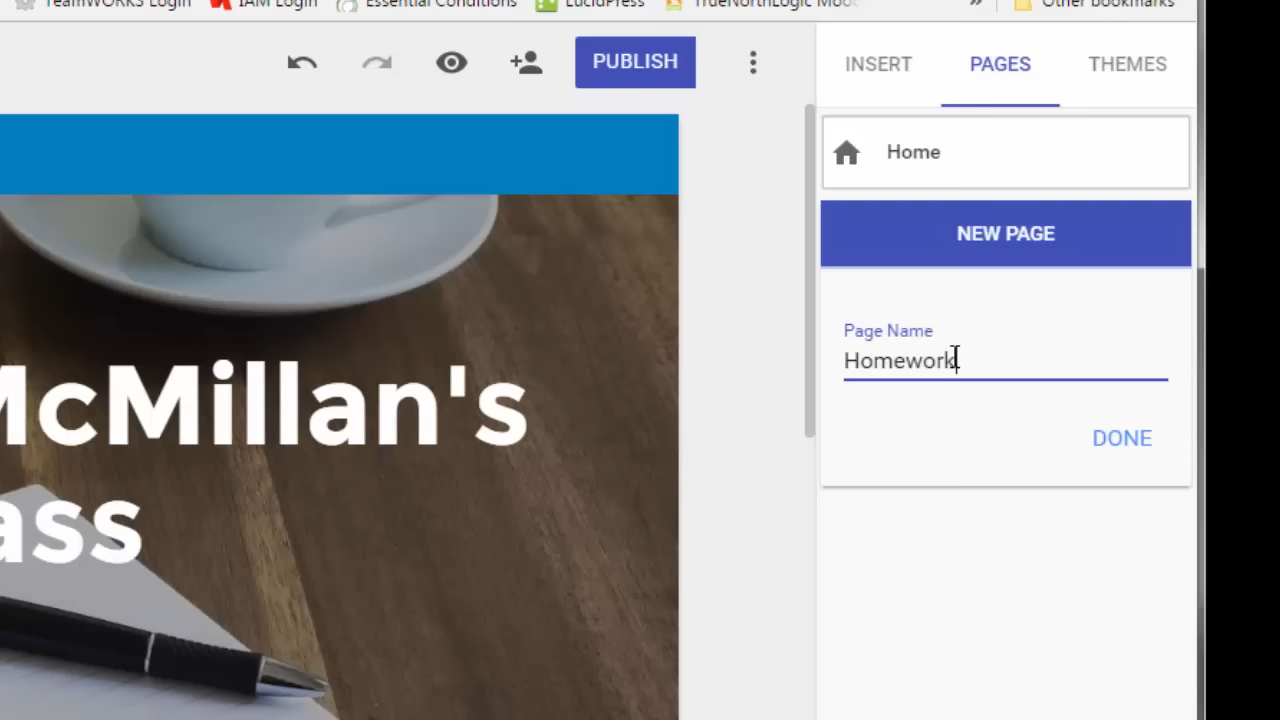 TeamWORKS Login IAM Login Essential Conditions LucidPress TrueNorthLogic Mod » Other bookmarks
PUBLISH
INSERT PAGES THEMES
Home
NEW PAGE
Page Name
Homework
DONE
McMillan's
ass